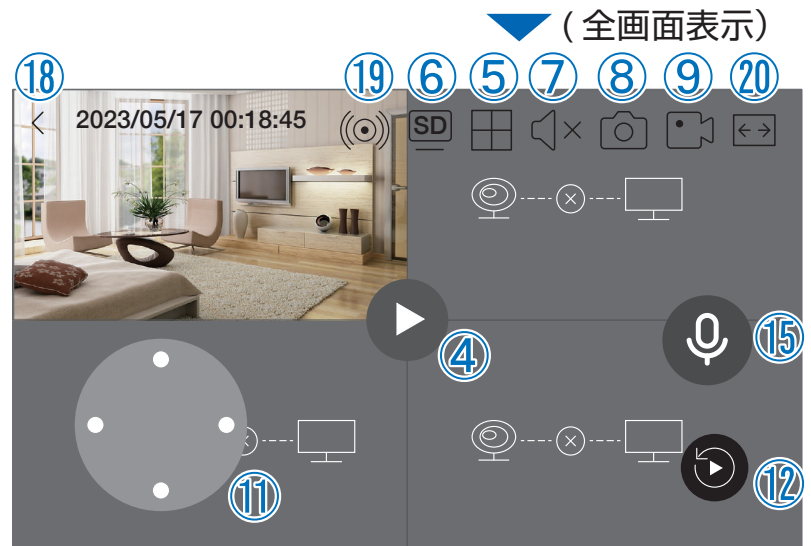 (全画面表示)
⑱ ⑲ ⑥ ⑤ ⑦ ⑧ ⑨ ⑳
2023/05/17 00:18:45 SD
④ ⑮
⑪ ⑫